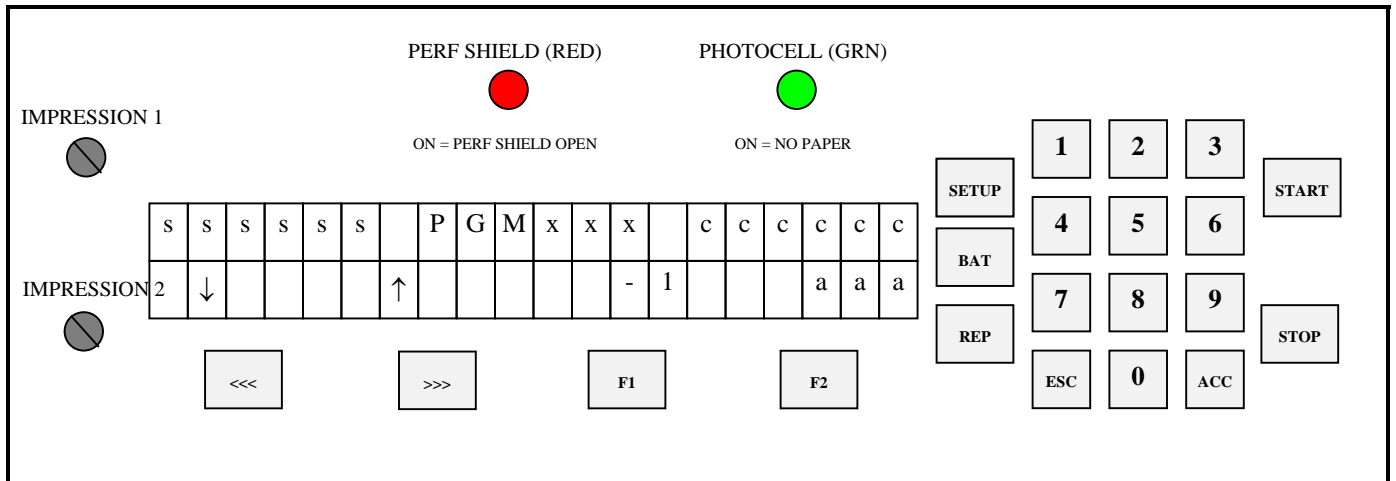 PERF SHIELD (RED) PHOTOCELL (GRN)
IMPRESSION 1
ON = PERF SHIELD OPEN ON = NO PAPER
1 2 3
SETUP START
s s s s s s P G M x x x c c c c c c
4 5 6
BAT
IMPRESSION 2 ↓ ↑ - 1 a a a
7 8 9
REP STOP
<<< >>> F1 F2 ESC 0 ACC